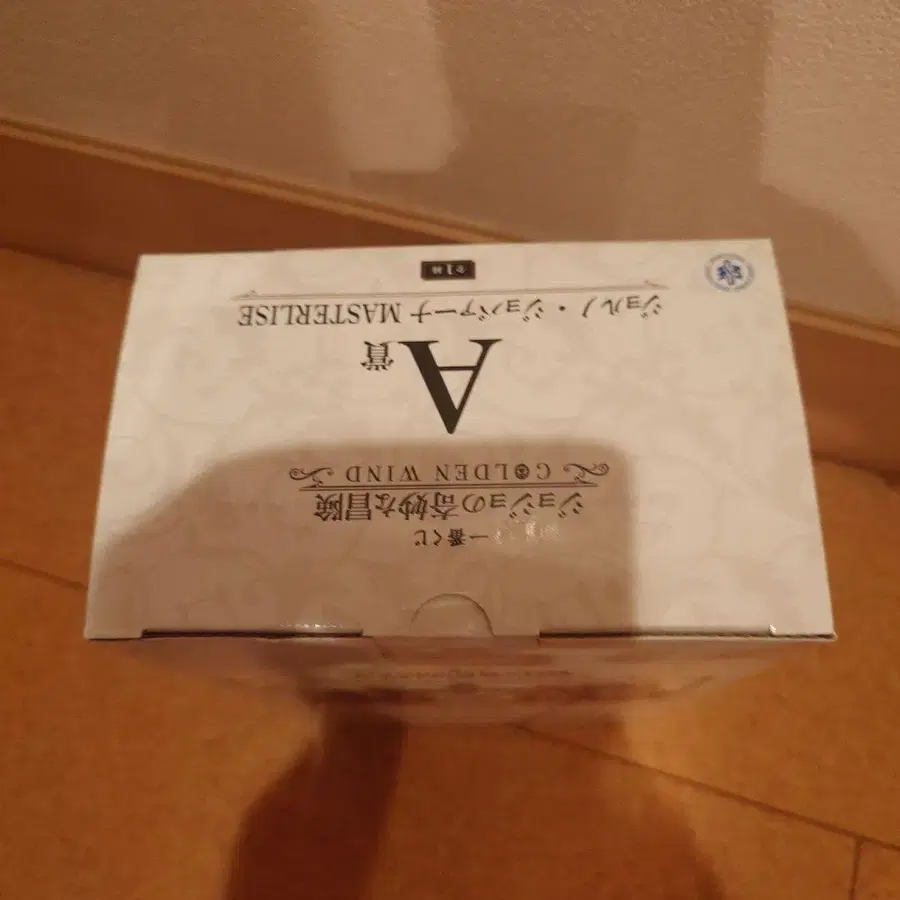 一番くじ
ジョジョの奇妙な冒険
GOLDEN WIND
A賞
ジョルノ・ジョバァーナ MASTERLISE
全1種